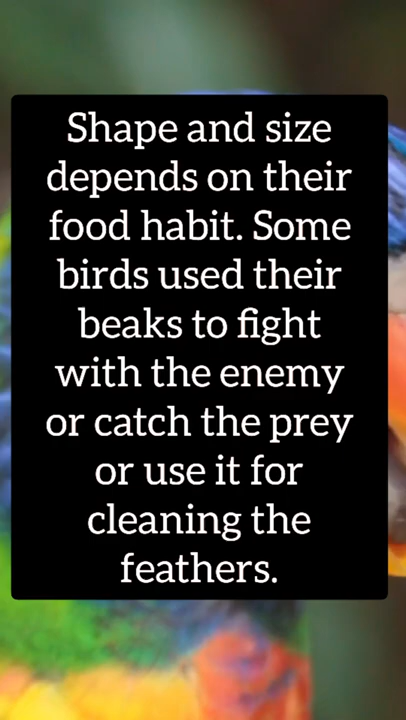 Shape and size
depends on their
food habit. Some
birds used their
beaks to fight
with the enemy
or catch the prey
or use it for
cleaning the
feathers.